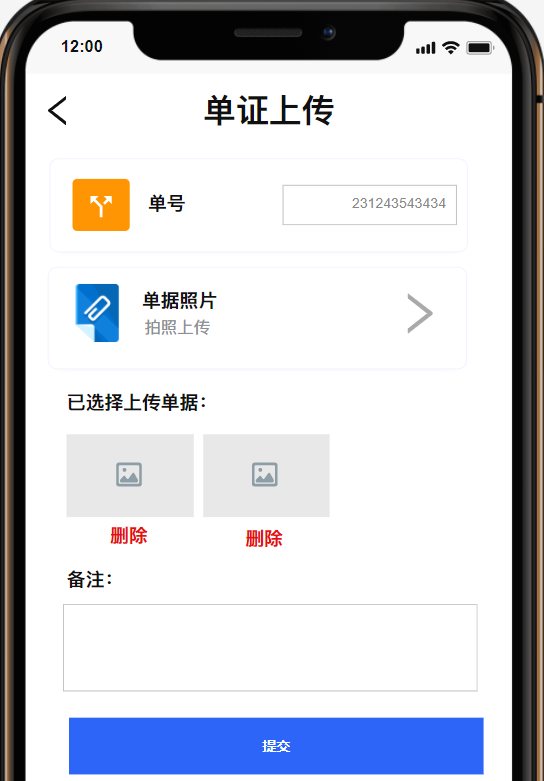 12:00
单证上传
单号
231243543434
单据照片
拍照上传
已选择上传单据：
删除
删除
备注：
提交